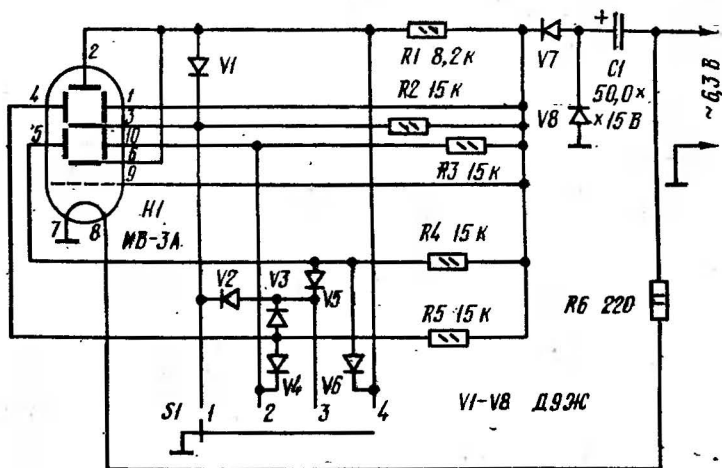 2
V1
R1 8,2к
V7
+
C1
50,0×
×15 В
~6,3 В
4
1
R2 15 к
3
V8
5
10
6
R3 15 к
9
H1
ИВ-3А
7
8
R4 15 к
V2
V3
V5
R5 15 к
R6 220
V4
V6
S1
1
2
3
4
V1-V8 Д9Ж